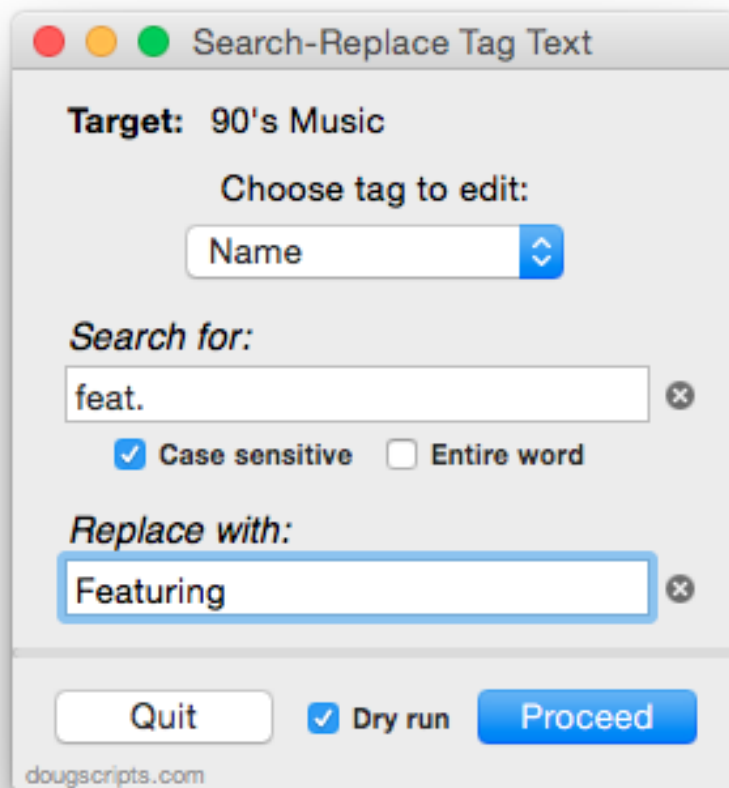 Search-Replace Tag Text
Target: 90's Music
Choose tag to edit:
Name
Search for:
feat.
Case sensitive Entire word
Replace with:
Featuring
Quit Dry run Proceed
dougscripts.com